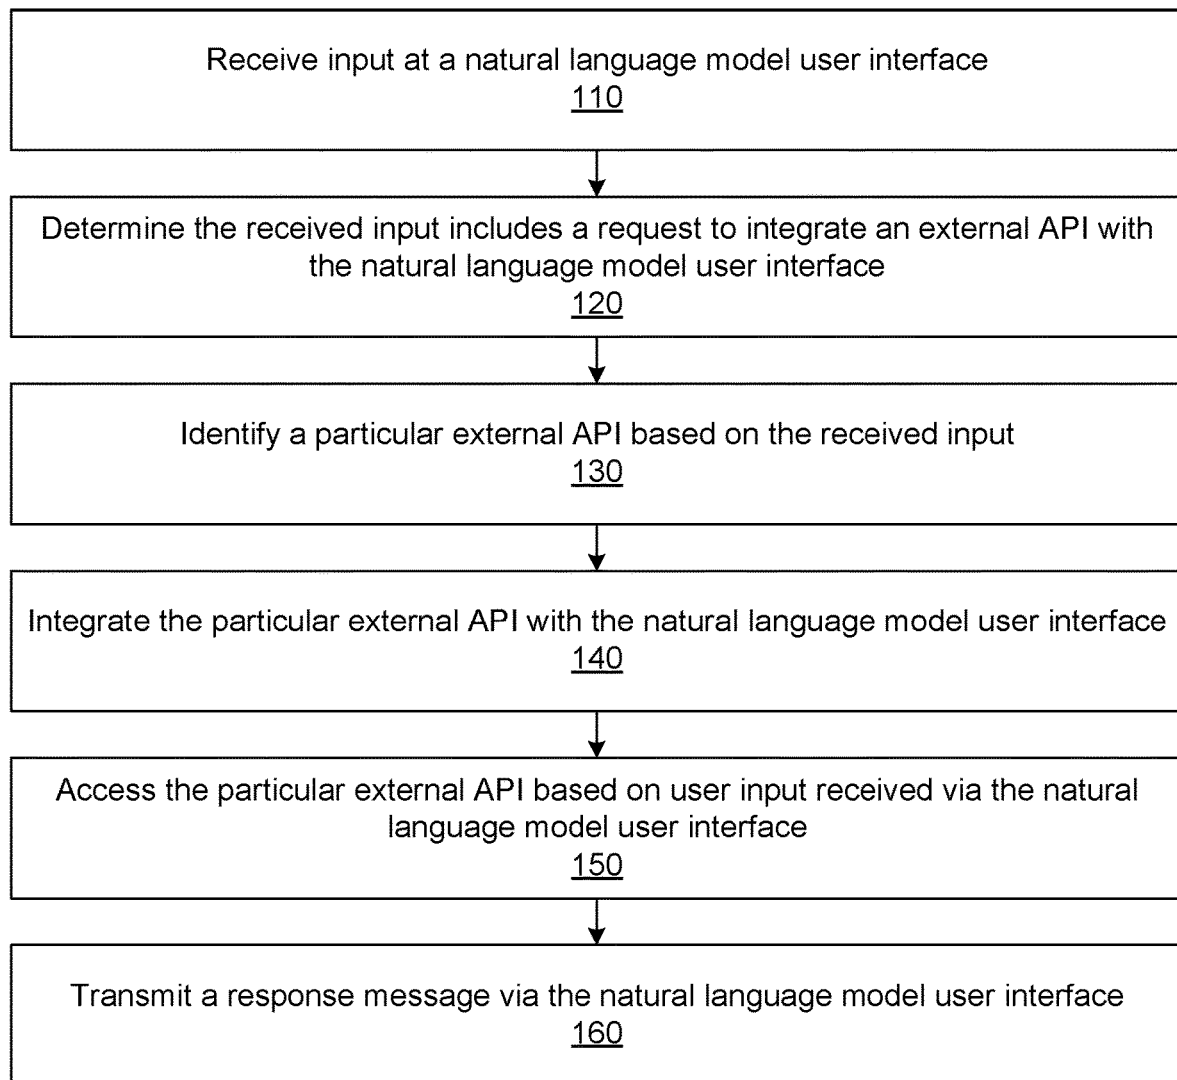 Receive input at a natural language model user interface
110
Determine the received input includes a request to integrate an external API with
the natural language model user interface
120
Identify a particular external API based on the received input
130
Integrate the particular external API with the natural language model user interface
140
Access the particular external API based on user input received via the natural
language model user interface
150
Transmit a response message via the natural language model user interface
160